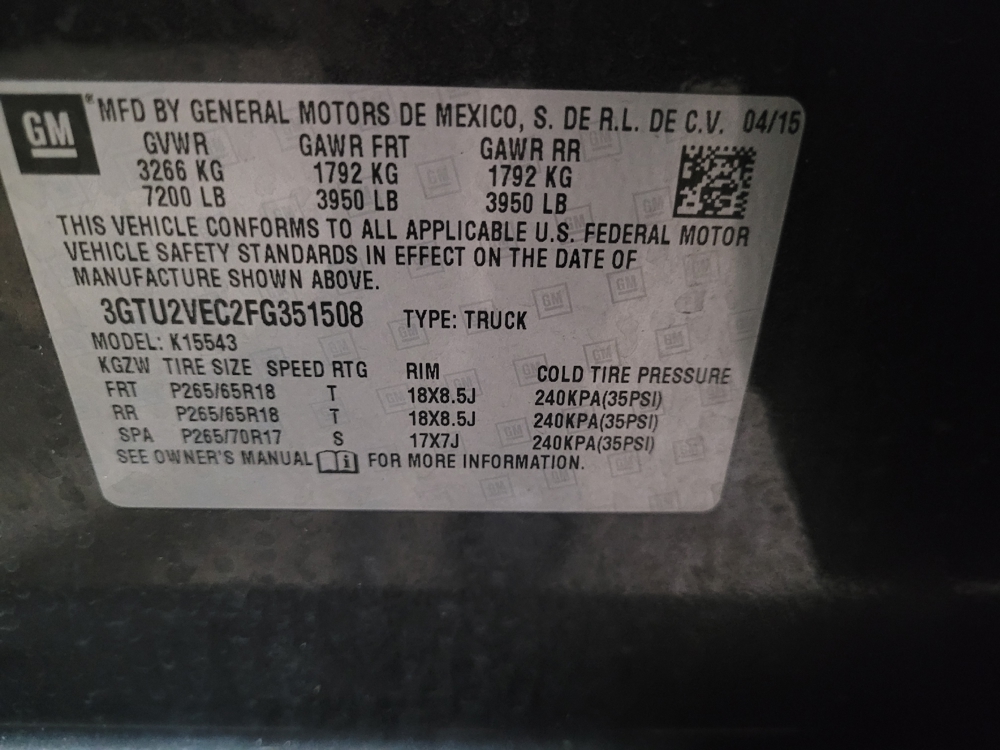 GM
MFD BY GENERAL MOTORS DE MEXICO, S. DE R.L. DE C.V. 04/15
GVWR GAWR FRT GAWR RR
3266 KG 1792 KG 1792 KG
7200 LB 3950 LB 3950 LB
THIS VEHICLE CONFORMS TO ALL APPLICABLE U.S. FEDERAL MOTOR
VEHICLE SAFETY STANDARDS IN EFFECT ON THE DATE OF
MANUFACTURE SHOWN ABOVE.
3GTU2VEC2FG351508 TYPE: TRUCK
MODEL: K15543
KGZW TIRE SIZE SPEED RTG RIM COLD TIRE PRESSURE
FRT P265/65R18 T 18X8.5J 240KPA(35PSI)
RR P265/65R18 T 18X8.5J 240KPA(35PSI)
SPA P265/70R17 S 17X7J 240KPA(35PSI)
SEE OWNER'S MANUAL FOR MORE INFORMATION.